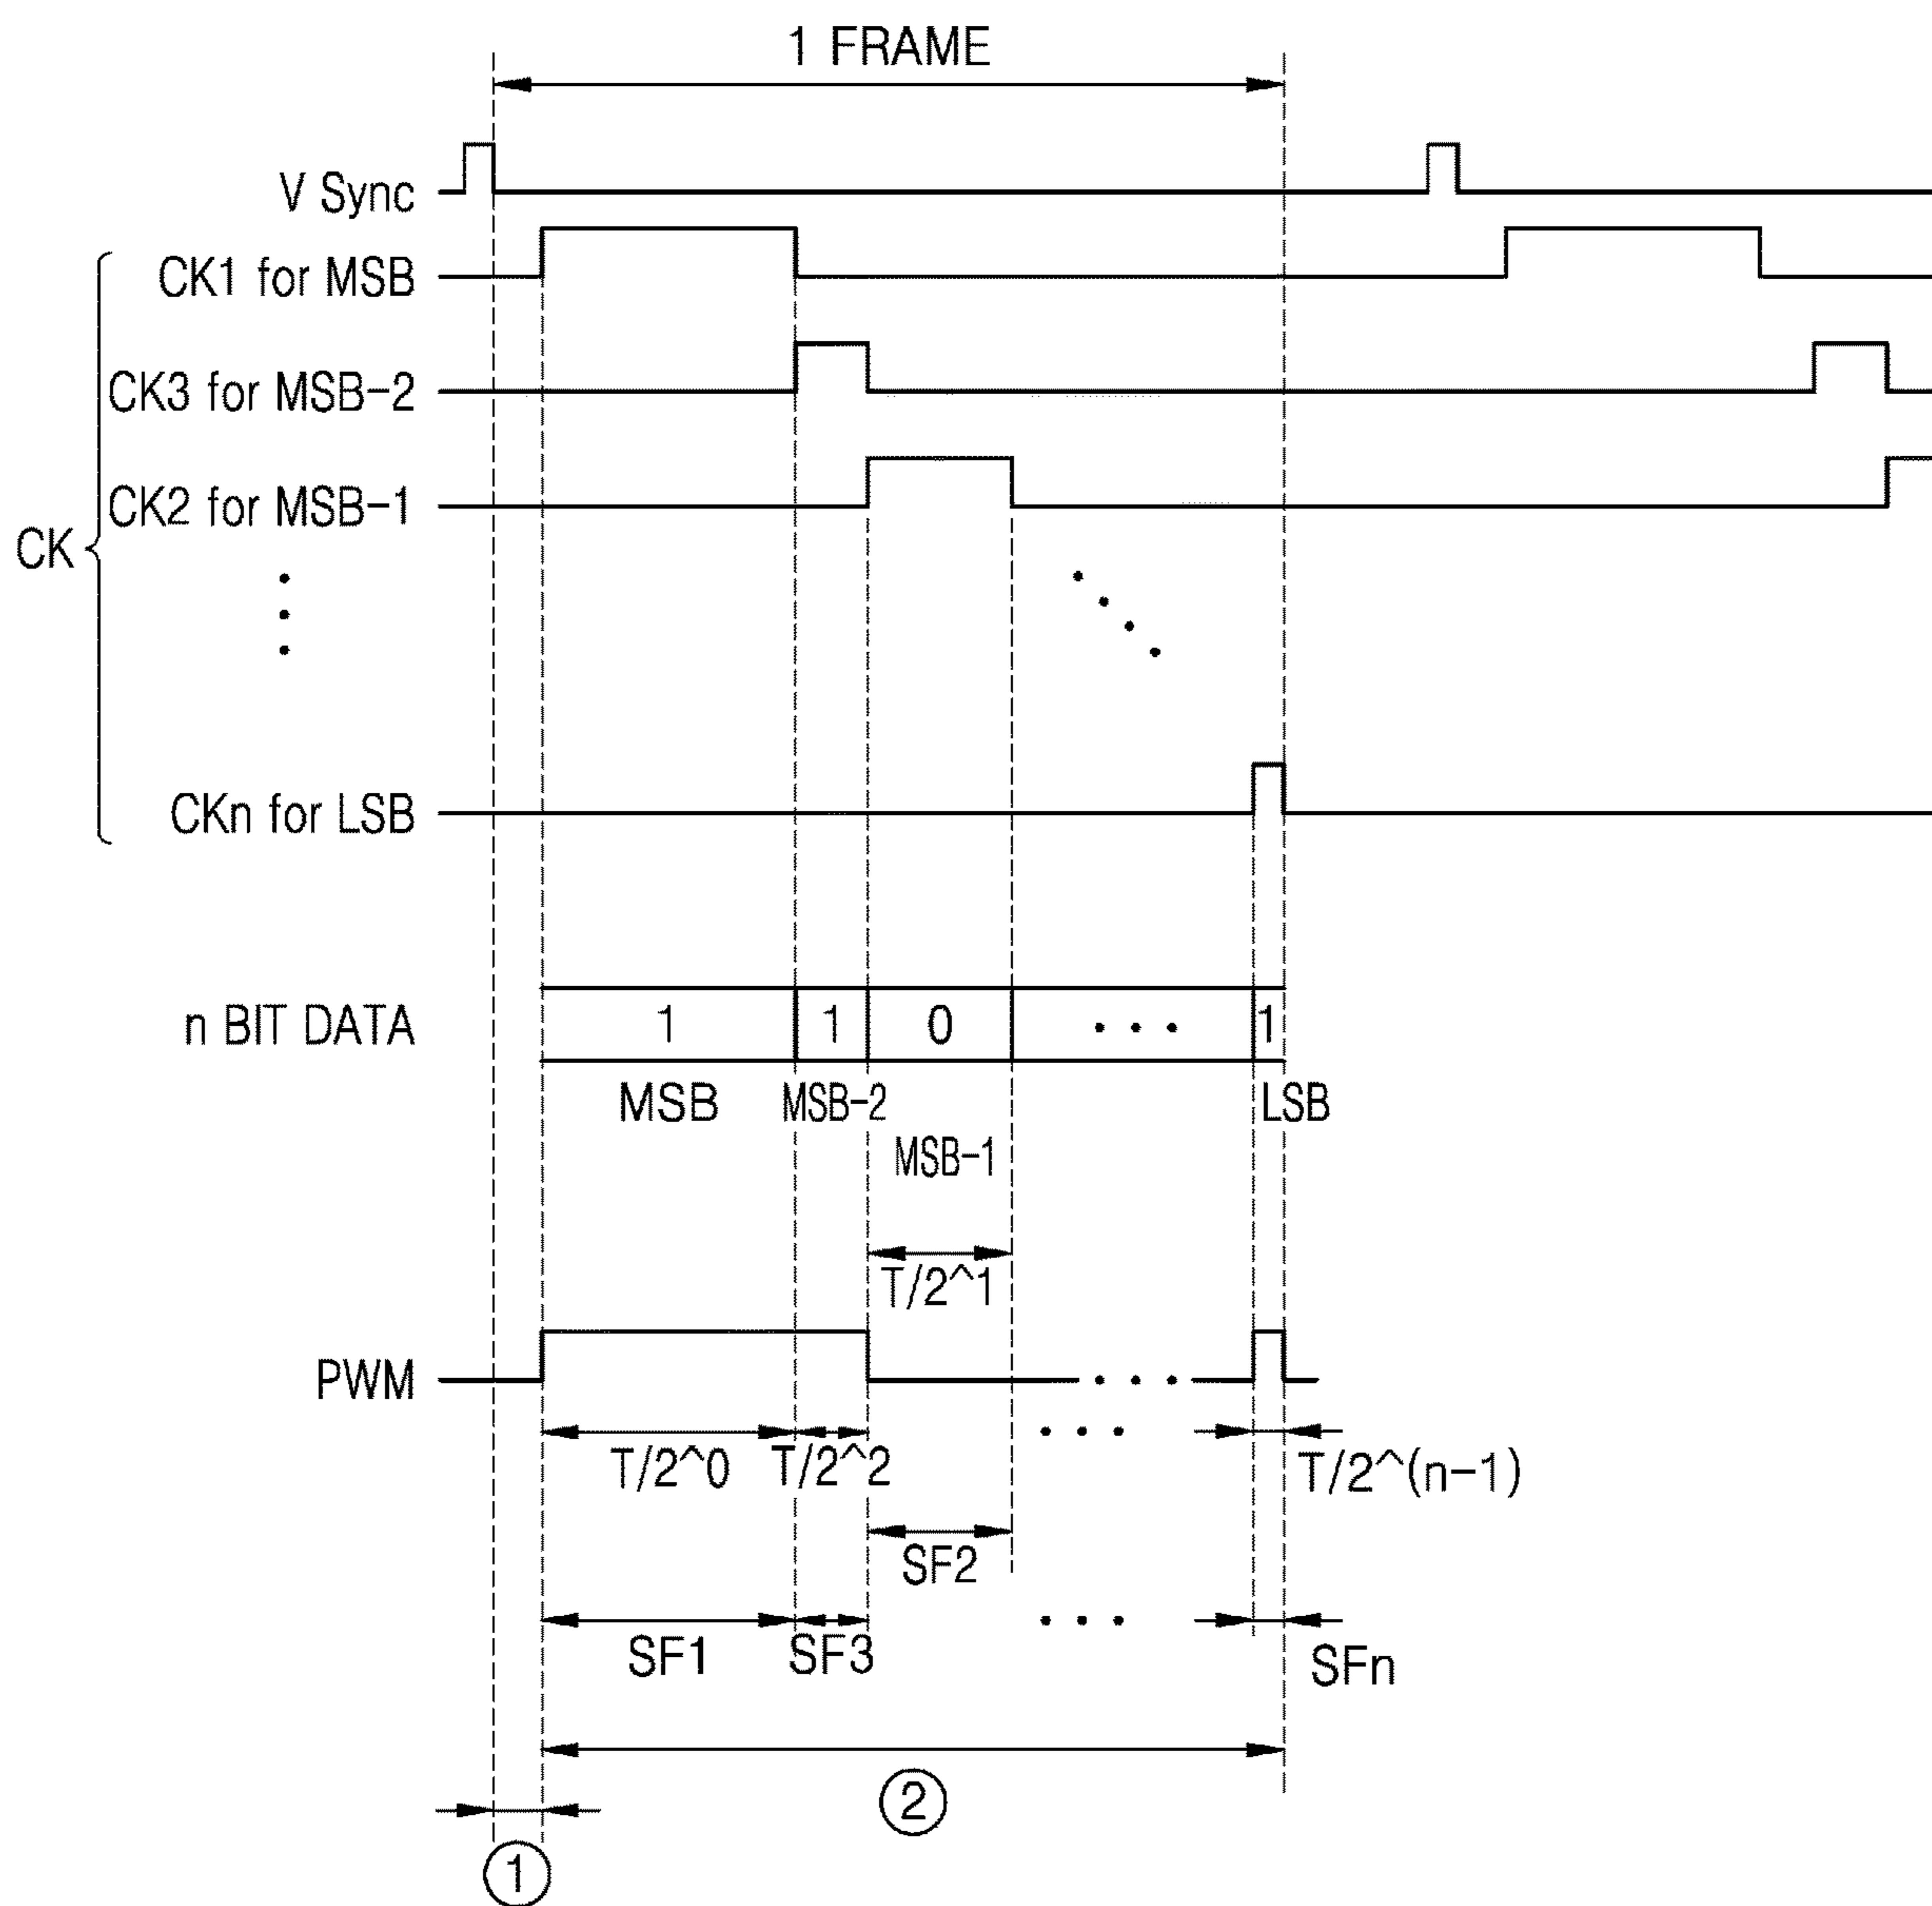 1 FRAME
V Sync
CK1 for MSB
CK3 for MSB-2
CK2 for MSB-1
CK
CKn for LSB
n BIT DATA 1 1 0 ... 1
MSB MSB-2 LSB
MSB-1
T/2^1
PWM
T/2^0 T/2^2 ... T/2^(n-1)
SF2
SF1 SF3 ... SFn
②
①